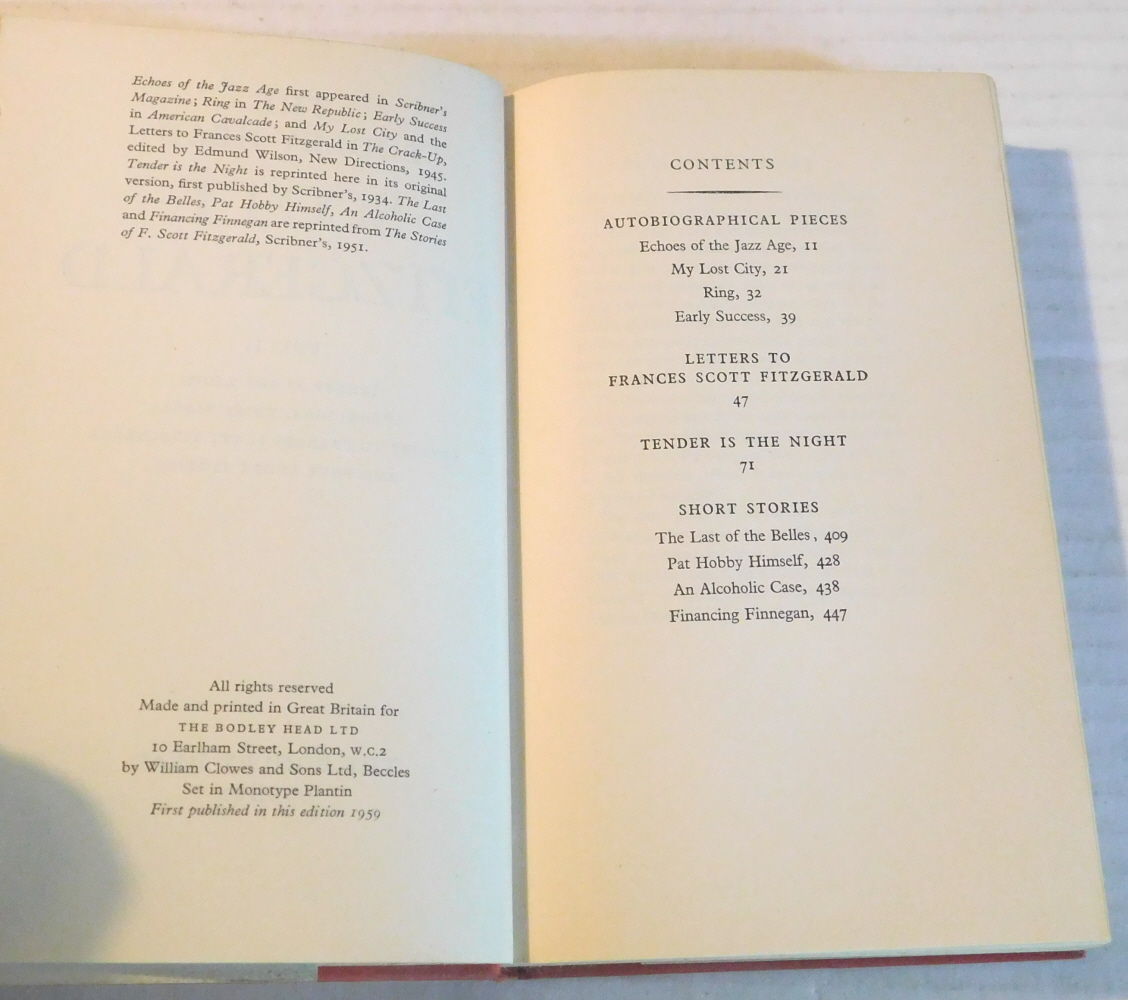 Echoes of the Jazz Age first appeared in Scribner's
Magazine; Ring in The New Republic; Early Success
in American Cavalcade; and My Lost City and the
Letters to Frances Scott Fitzgerald in The Crack-Up,
edited by Edmund Wilson, New Directions, 1945.
Tender is the Night is reprinted here in its original
version, first published by Scribner's, 1934. The Last
of the Belles, Pat Hobby Himself, An Alcoholic Case
and Financing Finnegan are reprinted from The Stories
of F. Scott Fitzgerald, Scribner's, 1951.
All rights reserved
Made and printed in Great Britain for
THE BODLEY HEAD LTD
10 Earlham Street, London, W.C.2
by William Clowes and Sons Ltd, Beccles
Set in Monotype Plantin
First published in this edition 1959
CONTENTS
AUTOBIOGRAPHICAL PIECES
Echoes of the Jazz Age, 11
My Lost City, 21
Ring, 32
Early Success, 39
LETTERS TO
FRANCES SCOTT FITZGERALD
47
TENDER IS THE NIGHT
71
SHORT STORIES
The Last of the Belles, 409
Pat Hobby Himself, 428
An Alcoholic Case, 438
Financing Finnegan, 447